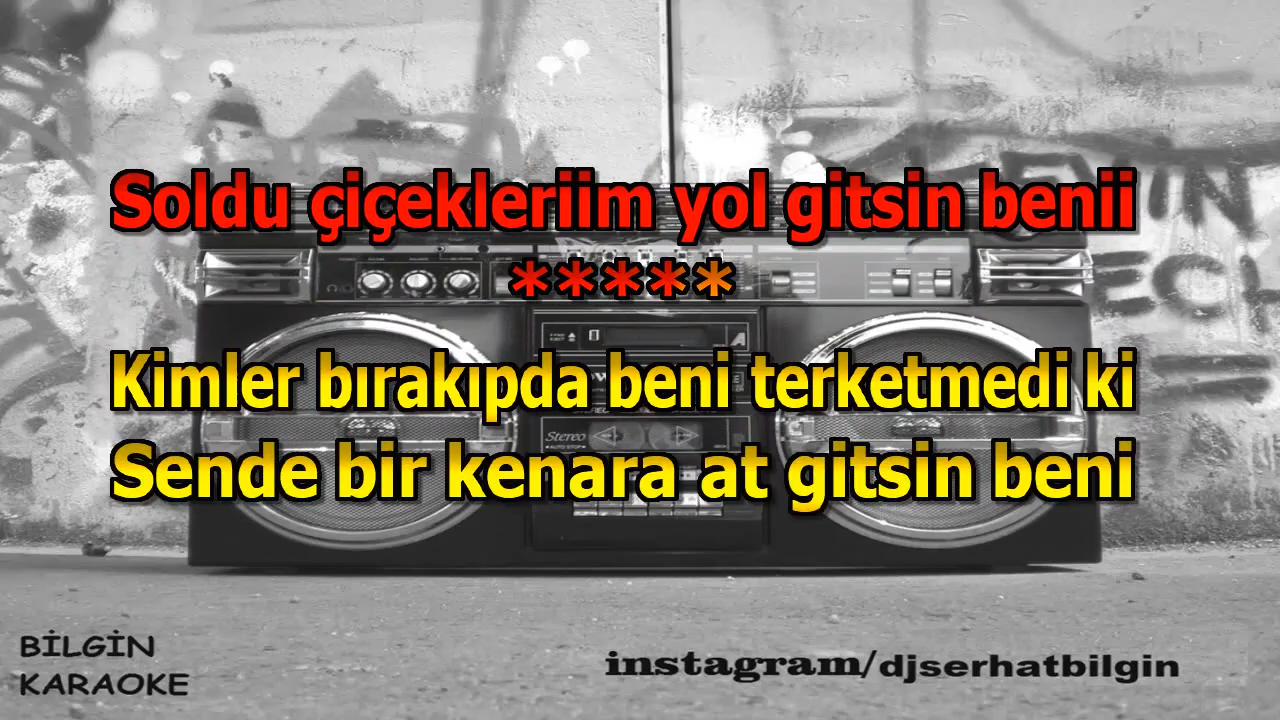 Soldu çiçekleriim yol gitsin benii
*****
Kimler bırakıpda beni terketmedi ki
Sende bir kenara at gitsin beni
Stereo
BİLGİN
KARAOKE
instagram/djserhatbilgin